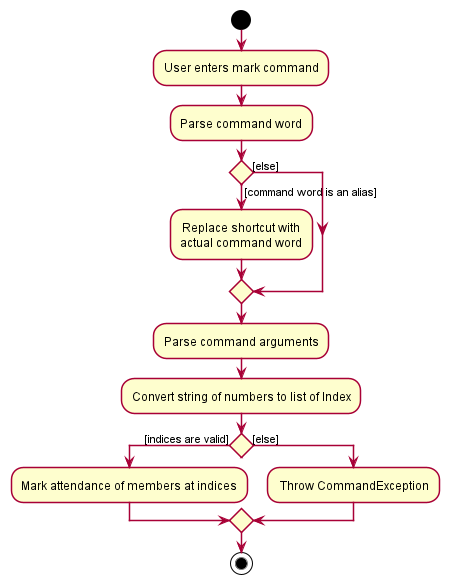 User enters mark command
Parse command word
[else]
[command word is an alias]
Replace shortcut with
actual command word
Parse command arguments
Convert string of numbers to list of Index
[indices are valid]
[else]
Mark attendance of members at indices
Throw CommandException